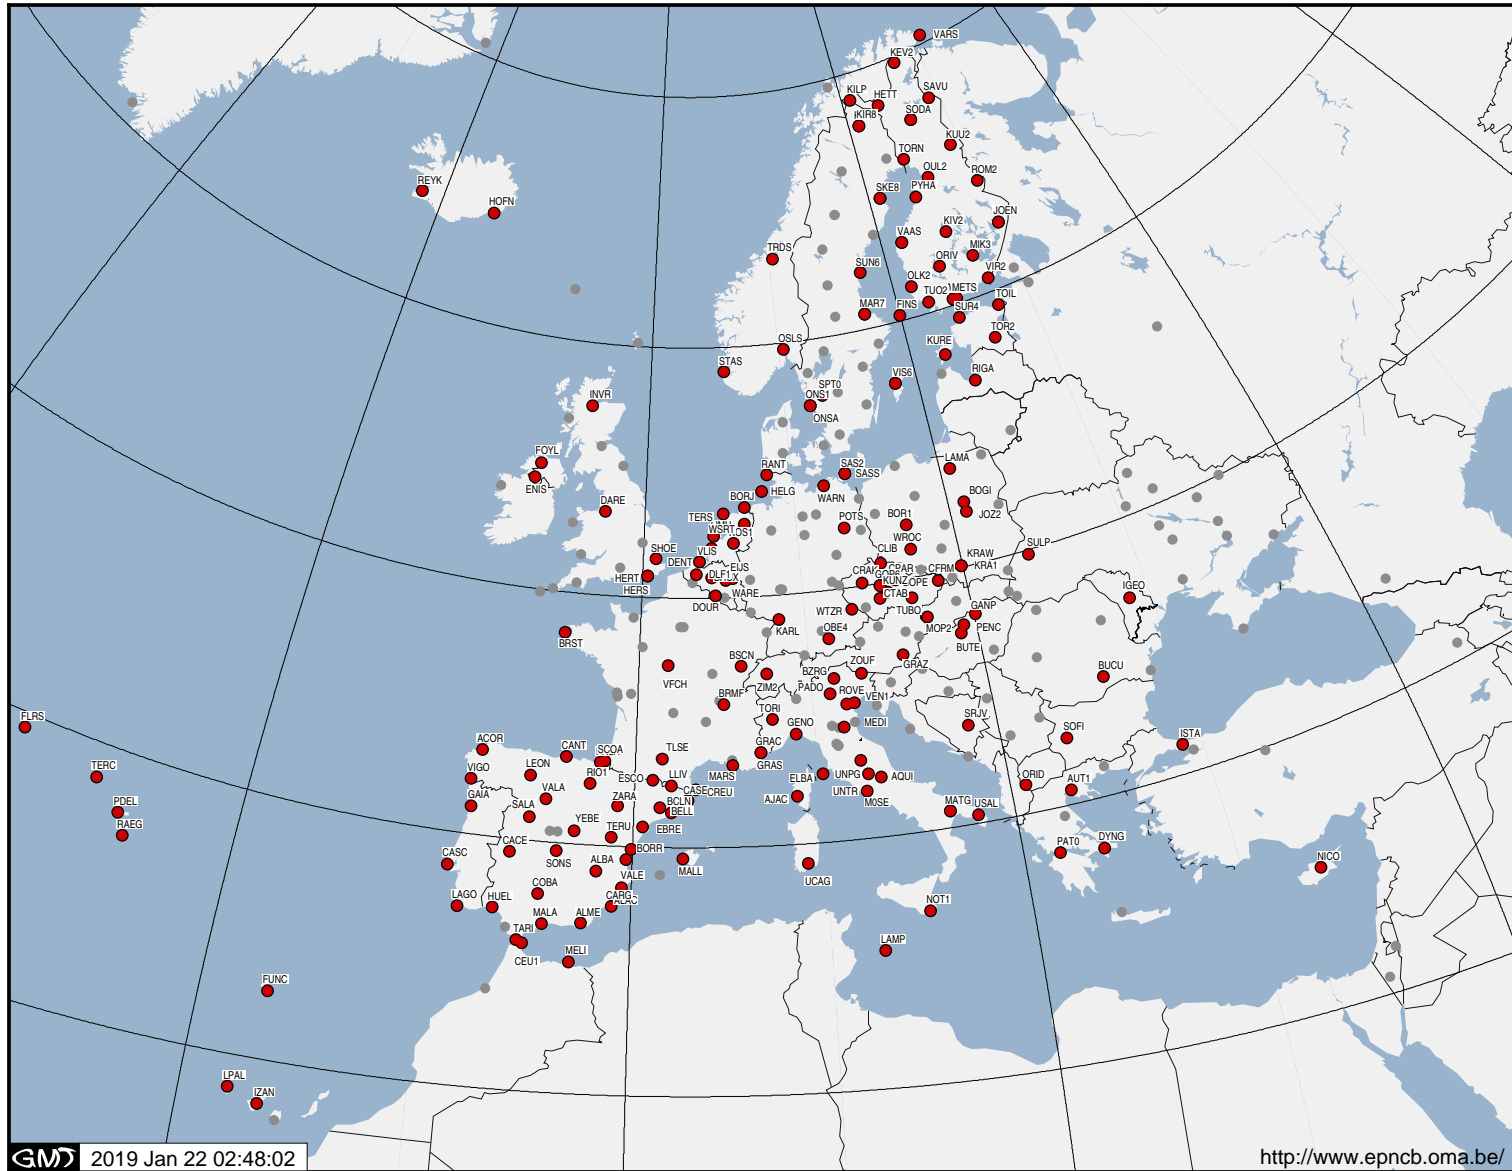 VARS
KEV2
KILP
HETT
SAVU
KIR8
SODA
KUU2
TORN
OUL2
ROM2
REYK
SKE8
PYHA
HOFN
JOEN
KIV2
VAAS
TRDS
MIK3
ORIV
SUN6
VIR2
OLK2
TUO2
METS
TOIL
MAR7
FINS
SUR4
TOR2
OSLS
KURE
STAS
RIGA
VIS6
SPT0
INVR
ONS1
ONSA
FOYL
LAMA
RANT
SAS2
SASS
ENIS
HELG
WARN
DARE
BORJ
BOGI
TERS
JOZ2
POTS
BOR1
WSRT
WROC
VLIS
SHOE
CLIB
SULP
DENT
EIJS
KRAW
KRA1
HERT
DLF1
CPAR
CFRM
HERS
WARE
KUNZ
IGEO
DOUR
CTAB
WTZR
TUBO
GANP
KARL
OBE4
MOP2
PENC
BRST
BUTE
BSCN
ZOUF
GRAZ
VFCH
BZRG
BUCU
ZIM2
PADO
ROVE
BRMF
VEN1
FLRS
TORI
SRJV
GENO
MEDI
SOFI
ISTA
ACOR
CANT
SCOA
TLSE
GRAC
TERC
LEON
MARS
GRAS
VIGO
RIO1
ESCO
LLIV
ELBA
UNPG
AQUI
ORID
AUT1
PDEL
GAIA
VALA
CASE
CREU
UNTR
AJAC
M0SE
SALA
ZARA
BCLN
BELL
MATG
USAL
RAEG
YEBE
TERU
EBRE
DYNG
CACE
BORR
PAT0
CASC
SONS
ALBA
MALL
NICO
VALE
UCAG
COBA
CARG
LAGO
HUEL
NOT1
MALA
ALME
TARI
LAMP
CEU1
MELI
FUNC
LPAL
IZAN
GMT
2019 Jan 22 02:48:02
http://www.epncb.oma.be/